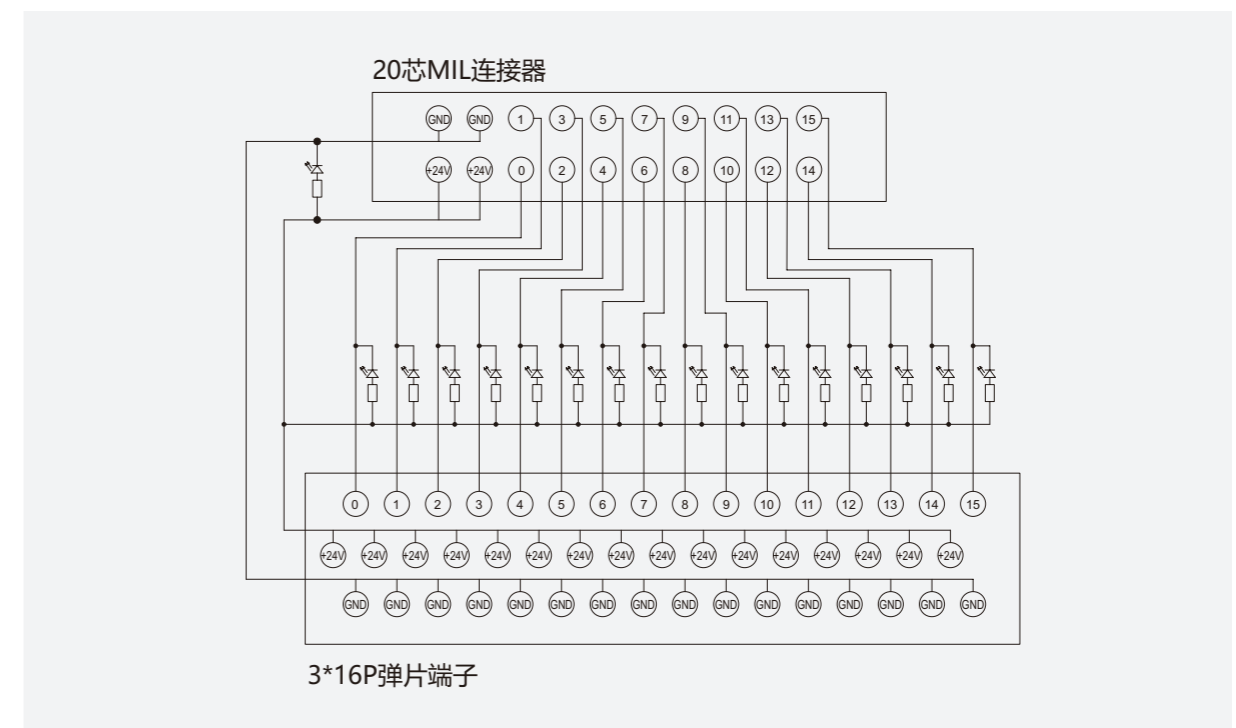 20芯MIL连接器
GND GND 1 3 5 7 9 11 13 15
+24V +24V 0 2 4 6 8 10 12 14
0 1 2 3 4 5 6 7 8 9 10 11 12 13 14 15
+24V +24V +24V +24V +24V +24V +24V +24V +24V +24V +24V +24V +24V +24V +24V +24V
GND GND GND GND GND GND GND GND GND GND GND GND GND GND GND GND
3*16P弹片端子